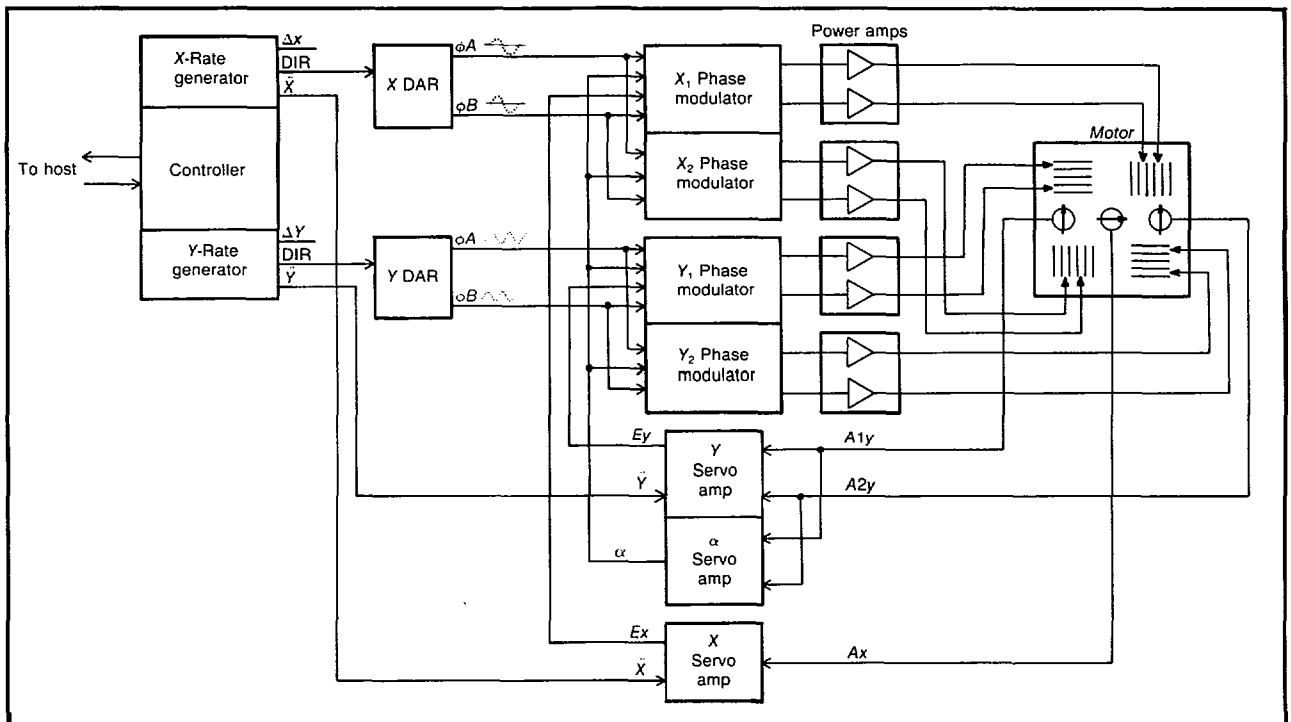 Power amps
X-Rate
generator
Δx
DIR
Ẍ
X DAR
φA
φB
X₁ Phase
modulator
Motor
To host
Controller
X₂ Phase
modulator
Y-Rate
generator
ΔY
DIR
Ÿ
Y DAR
φA
φB
Y₁ Phase
modulator
Y₂ Phase
modulator
Ey
Ÿ
Y
Servo
amp
A1y
A2y
α
α
Servo
amp
Ex
Ẍ
X
Servo
amp
Ax